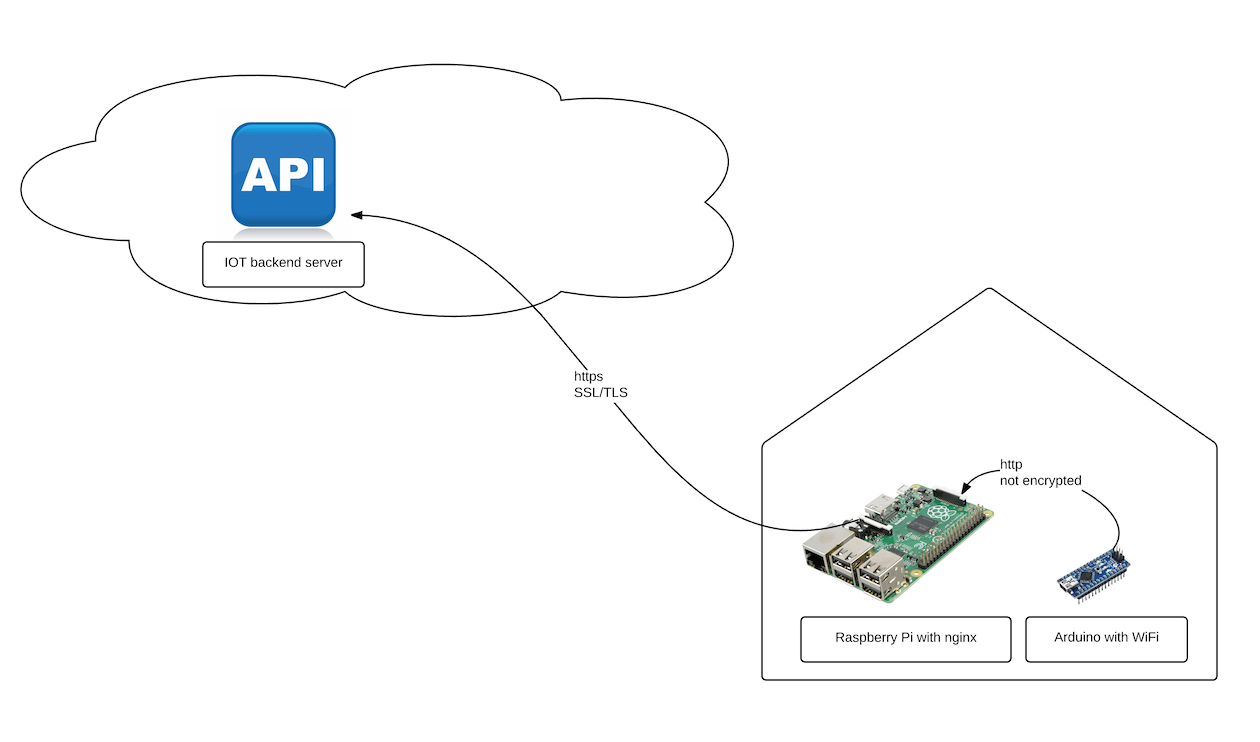 API
IOT backend server
https
SSL/TLS
http
not encrypted
Raspberry Pi with nginx
Arduino with WiFi